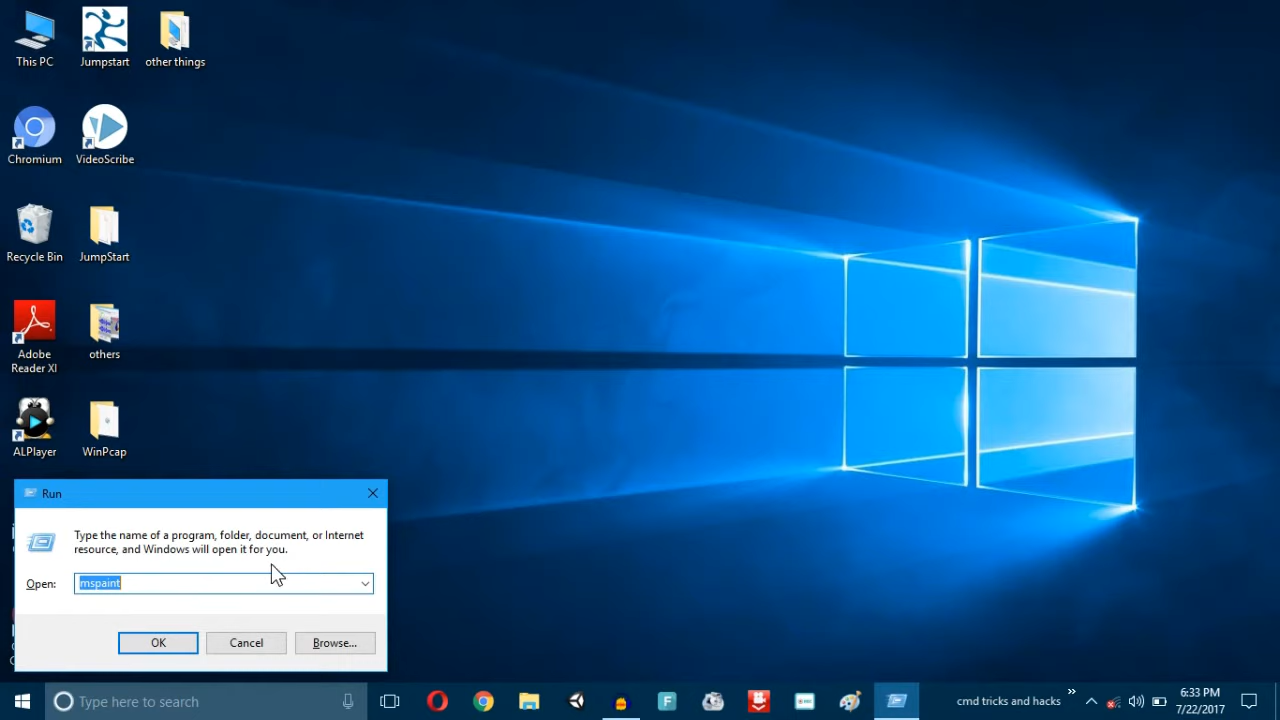 This PC
Jumpstart
other things
Chromium
VideoScribe
Recycle Bin
JumpStart
Adobe
Reader XI
others
ALPlayer
WinPcap
Run
Type the name of a program, folder, document, or Internet
resource, and Windows will open it for you.
Open:
mspaint
OK
Cancel
Browse...
Type here to search
cmd tricks and hacks
6:33 PM
7/22/2017